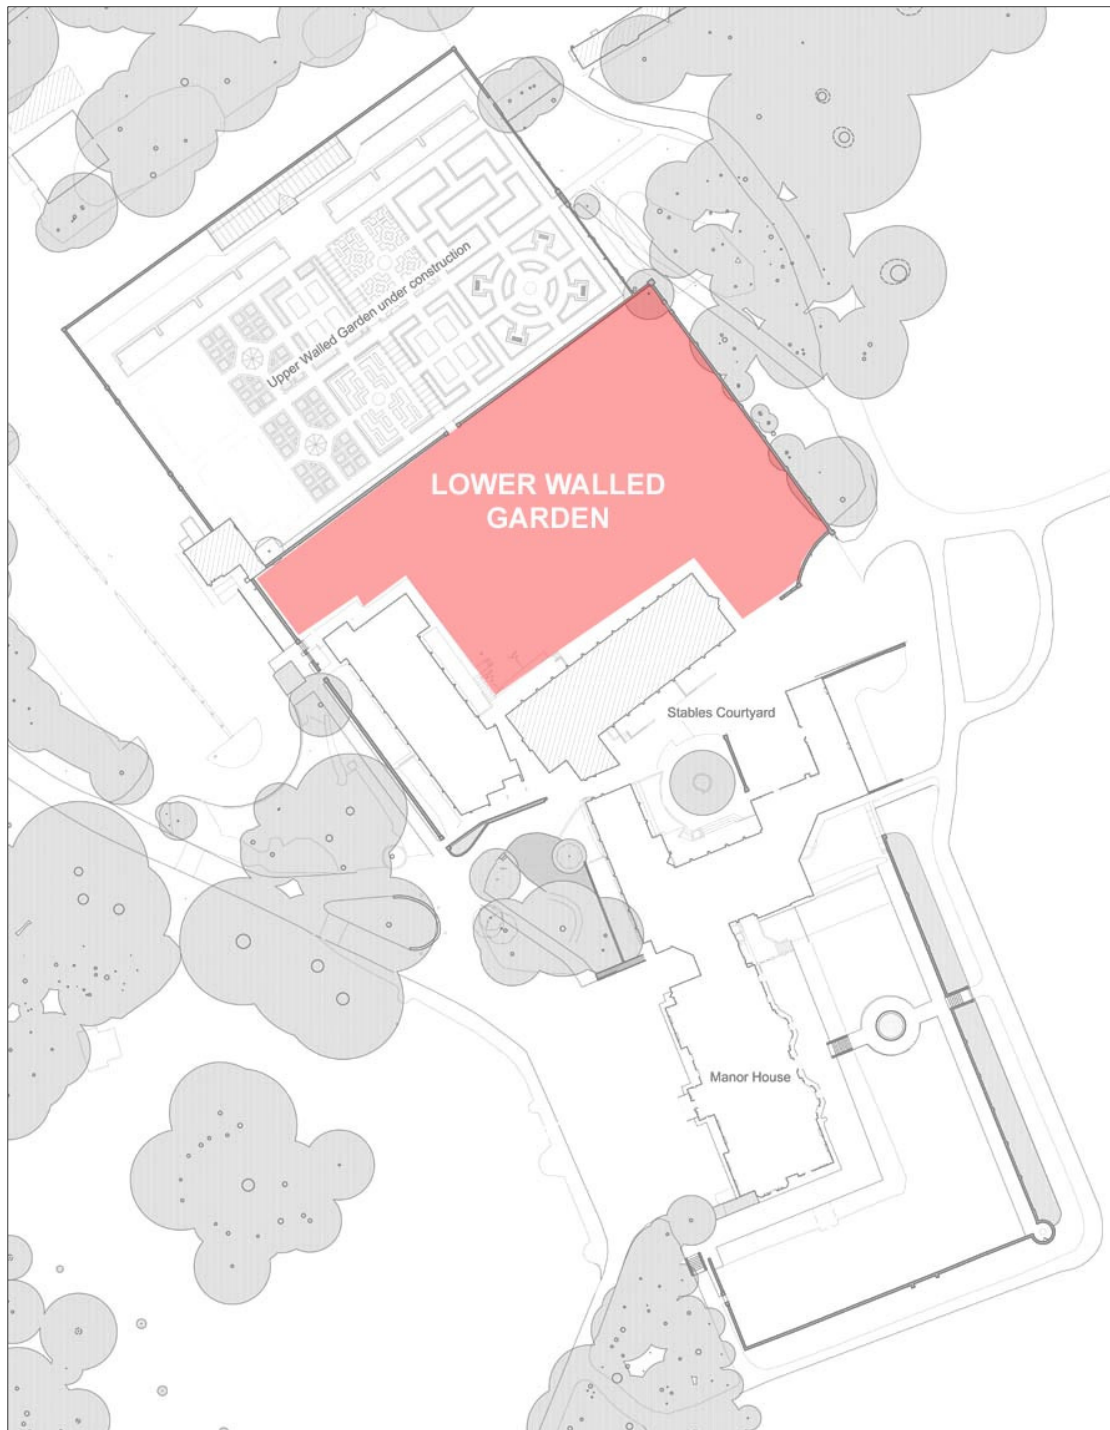 Upper Walled Garden under construction
LOWER WALLED
GARDEN
Stables Courtyard
Manor House